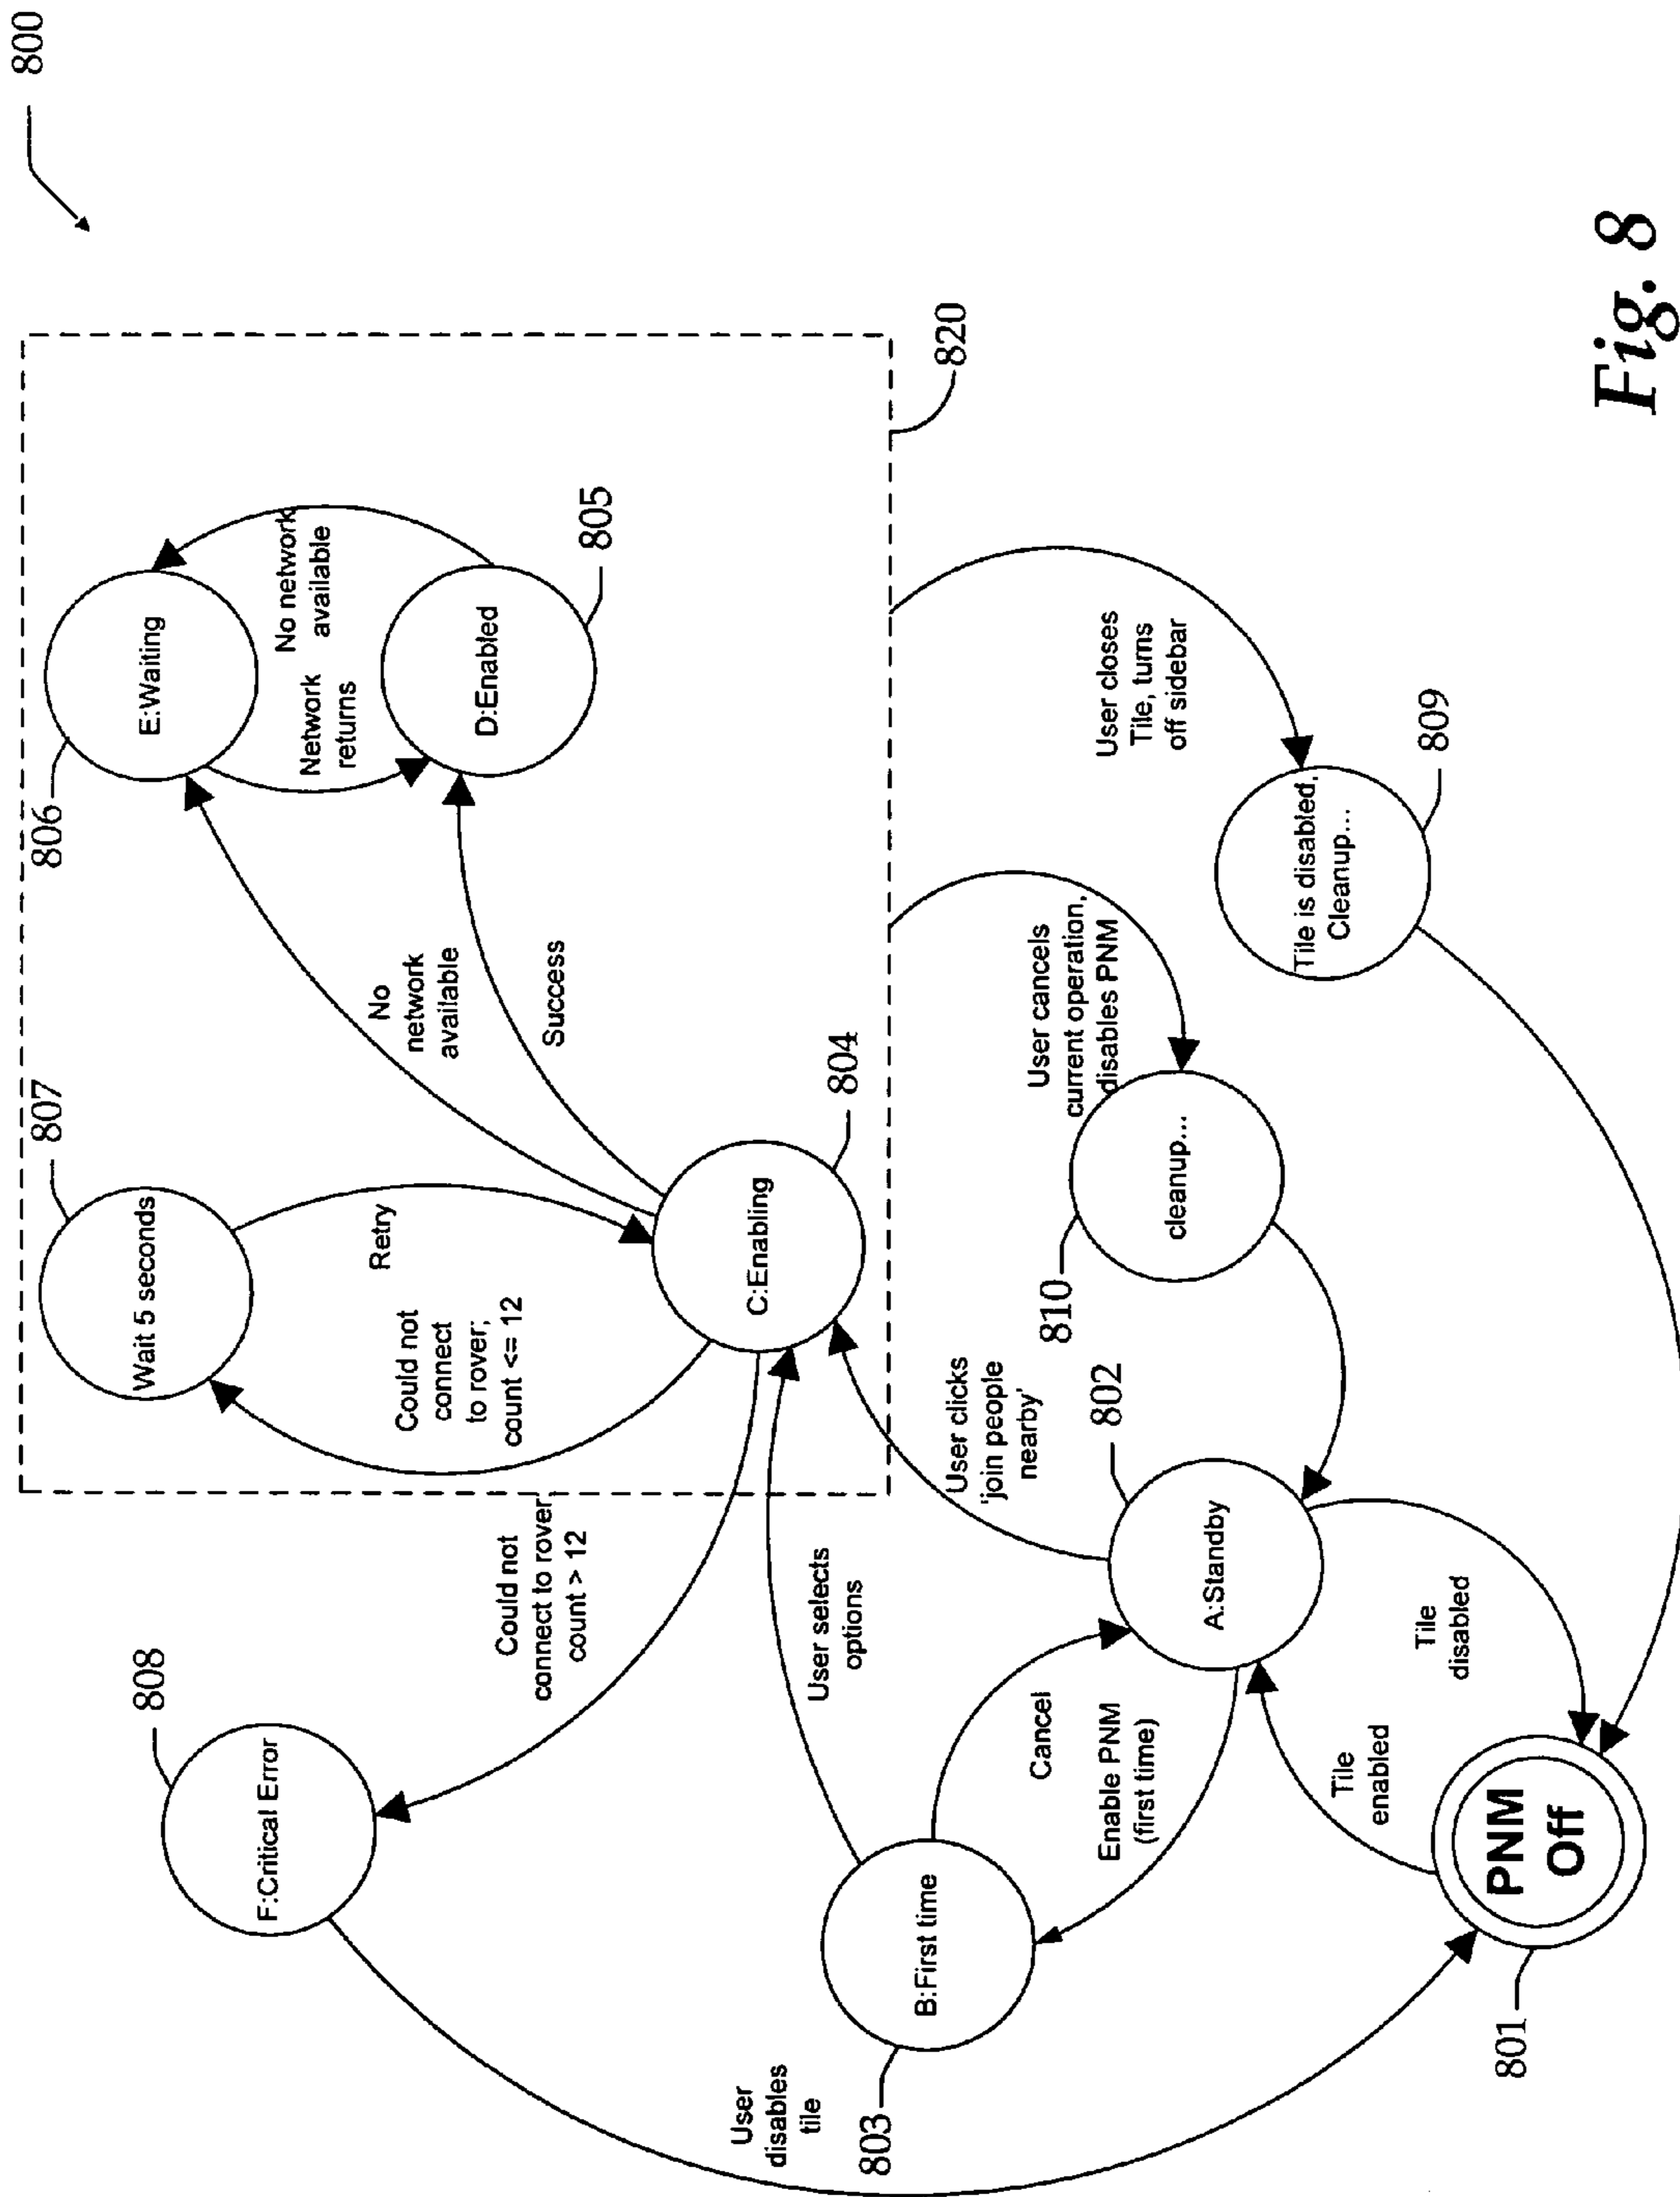 800
808
F:Critical Error
807
Wait 5 seconds
806
E:Waiting
Could not
connect to rover
count > 12
Could not
connect
to rover;
count <= 12
Retry
No
network
available
Success
Network
returns
No network
available
D:Enabled
805
User
disables
tile
803
B:First time
User selects
options
C:Enabling
804
820
Cancel
Enable PNM
(first time)
User clicks
'join people
nearby'
802
A:Standby
810
cleanup...
User cancels
current operation,
disables PNM
User closes
Tile, turns
off sidebar
Tile is disabled,
Cleanup...
809
Tile
enabled
Tile
disabled
801
PNM
Off
Fig. 8